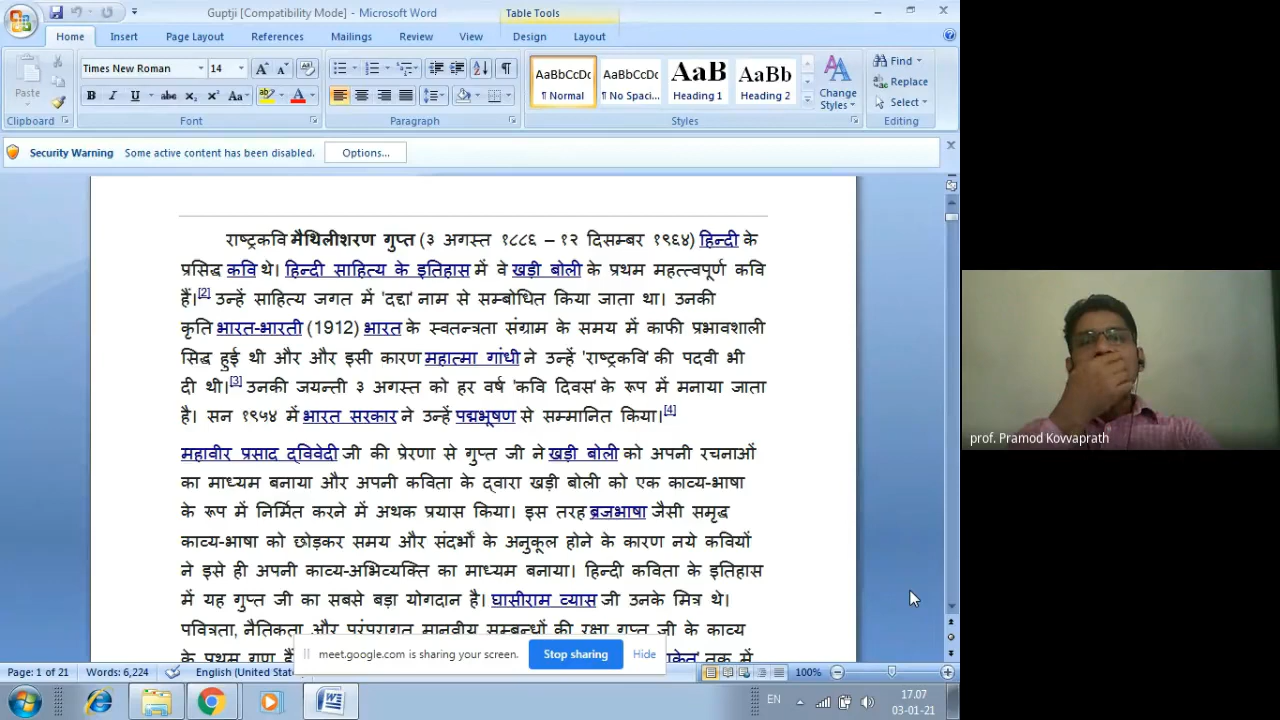 Guptji [Compatibility Mode] - Microsoft Word
Table Tools
Home Insert Page Layout References Mailings Review View Design Layout
Paste
Times New Roman 14
AaBbCcDc AaBbCcDc AaB AaBb
¶ Normal ¶ No Spaci... Heading 1 Heading 2
Change Styles
Find
Replace
Select
Clipboard Font Paragraph Styles Editing
Security Warning Some active content has been disabled. Options...
राष्ट्रकवि मैथिलीशरण गुप्त (३ अगस्त १८८६ – १२ दिसम्बर १९६४) हिन्दी के
प्रसिद्ध कवि थे। हिन्दी साहित्य के इतिहास में वे खड़ी बोली के प्रथम महत्त्वपूर्ण कवि
हैं।[2] उन्हें साहित्य जगत में 'दद्दा' नाम से सम्बोधित किया जाता था। उनकी
कृति भारत-भारती (1912) भारत के स्वतन्त्रता संग्राम के समय में काफी प्रभावशाली
सिद्ध हुई थी और और इसी कारण महात्मा गांधी ने उन्हें 'राष्ट्रकवि' की पदवी भी
दी थी।[3] उनकी जयन्ती ३ अगस्त को हर वर्ष 'कवि दिवस' के रूप में मनाया जाता
है। सन १९५४ में भारत सरकार ने उन्हें पद्मभूषण से सम्मानित किया।[4]
महावीर प्रसाद द्विवेदी जी की प्रेरणा से गुप्त जी ने खड़ी बोली को अपनी रचनाओं
का माध्यम बनाया और अपनी कविता के द्वारा खड़ी बोली को एक काव्य-भाषा
के रूप में निर्मित करने में अथक प्रयास किया। इस तरह ब्रजभाषा जैसी समृद्ध
काव्य-भाषा को छोड़कर समय और संदर्भों के अनुकूल होने के कारण नये कवियों
ने इसे ही अपनी काव्य-अभिव्यक्ति का माध्यम बनाया। हिन्दी कविता के इतिहास
में यह गुप्त जी का सबसे बड़ा योगदान है। घासीराम व्यास जी उनके मित्र थे।
पवित्रता, नैतिकता और परंपरागत मानवीय सम्बन्धों की रक्षा गुप्त जी के काव्य
के प्रथम गुण तक में
meet.google.com is sharing your screen. Stop sharing Hide
prof. Pramod Kovvaprath
Page: 1 of 21 Words: 6,224 English (United Stat 100%
EN 17.07
03-01-21